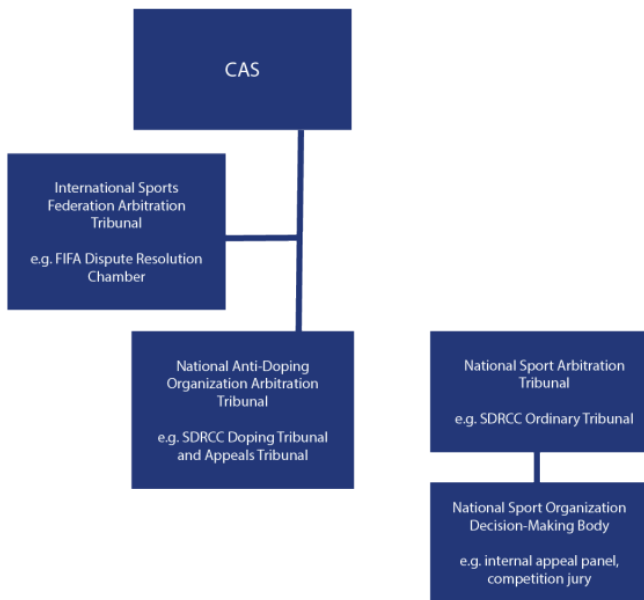 CAS
International Sports
Federation Arbitration
Tribunal
e.g. FIFA Dispute Resolution
Chamber
National Anti-Doping
Organization Arbitration
Tribunal
e.g. SDRCC Doping Tribunal
and Appeals Tribunal
National Sport Arbitration
Tribunal
e.g. SDRCC Ordinary Tribunal
National Sport Organization
Decision-Making Body
e.g. internal appeal panel,
competition jury